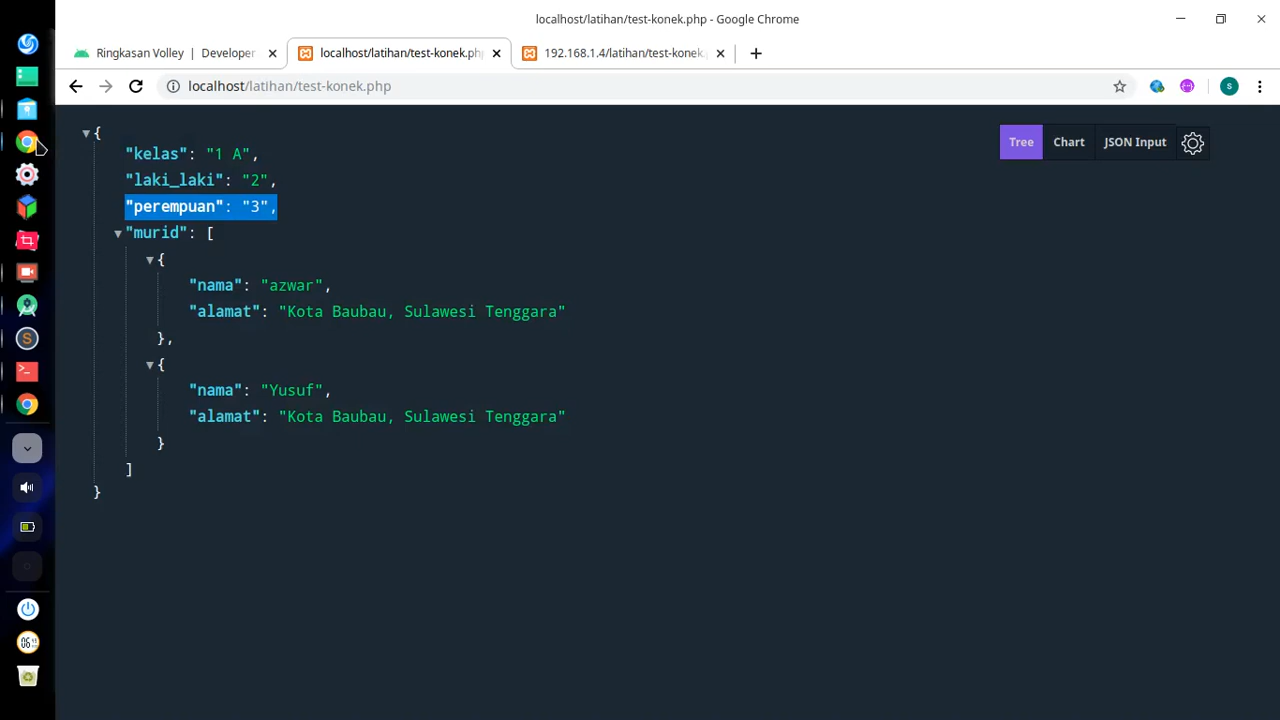 localhost/latihan/test-konek.php - Google Chrome
Ringkasan Volley | Developer
localhost/latihan/test-konek.php
192.168.1.4/latihan/test-konek.
localhost/latihan/test-konek.php
S
{
"kelas": "1 A",
"laki_laki": "2",
"perempuan": "3",
"murid": [
{
"nama": "azwar",
"alamat": "Kota Baubau, Sulawesi Tenggara"
},
{
"nama": "Yusuf",
"alamat": "Kota Baubau, Sulawesi Tenggara"
}
]
}
Tree Chart JSON Input
S